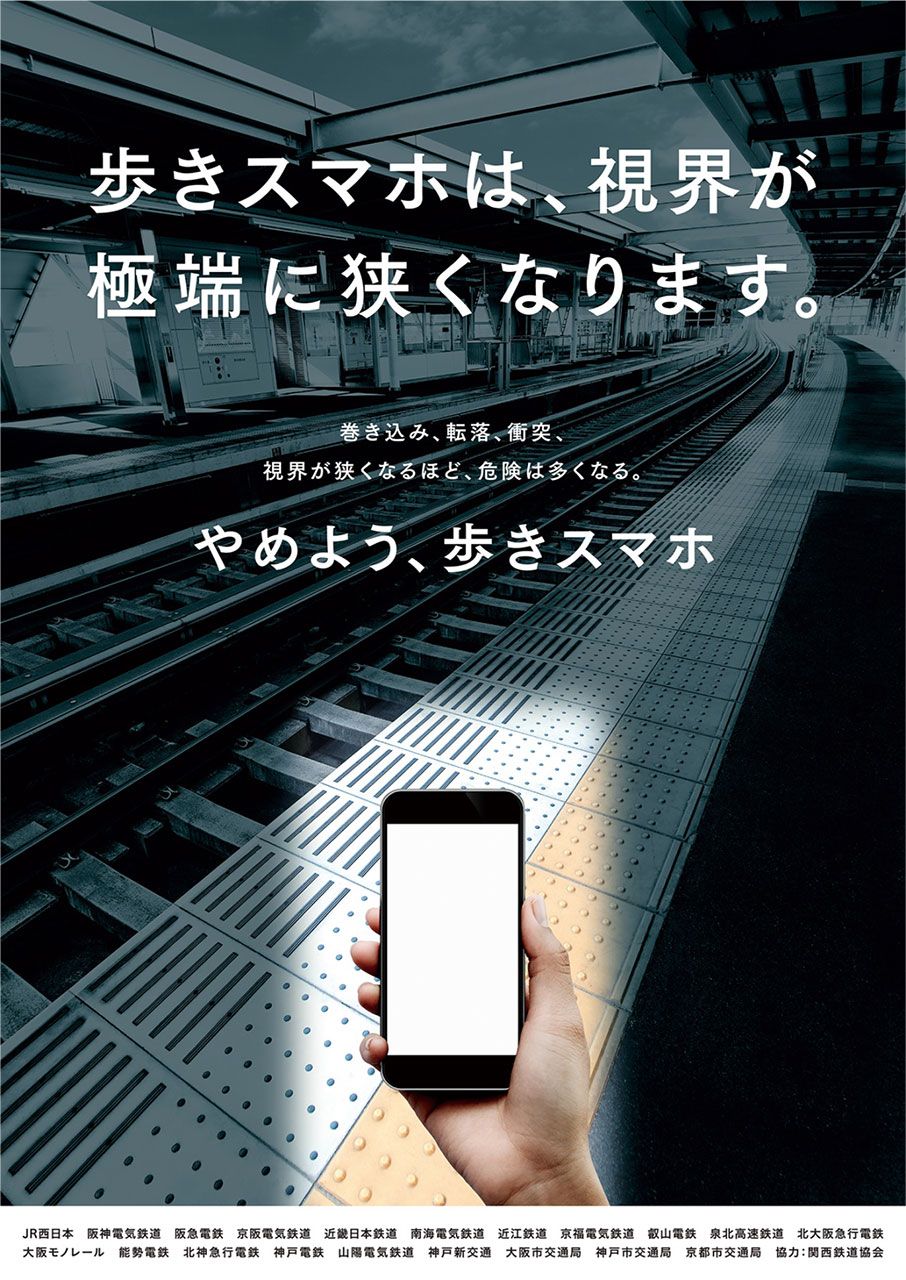 歩きスマホは、視界が
極端に狭くなります。
巻き込み、転落、衝突、
視界が狭くなるほど、危険は多くなる。
やめよう、歩きスマホ
JR西日本 阪神電気鉄道 阪急電鉄 京阪電気鉄道 近畿日本鉄道 南海電気鉄道 近江鉄道 京福電気鉄道 叡山電鉄 泉北高速鉄道 北大阪急行電鉄
大阪モノレール 能勢電鉄 北神急行電鉄 神戸電鉄 山陽電気鉄道 神戸新交通 大阪市交通局 神戸市交通局 京都市交通局 協力：関西鉄道協会